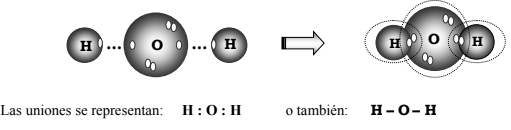 H ... O ... H H O H
Las uniones se representan: H : O : H o también: H – O – H